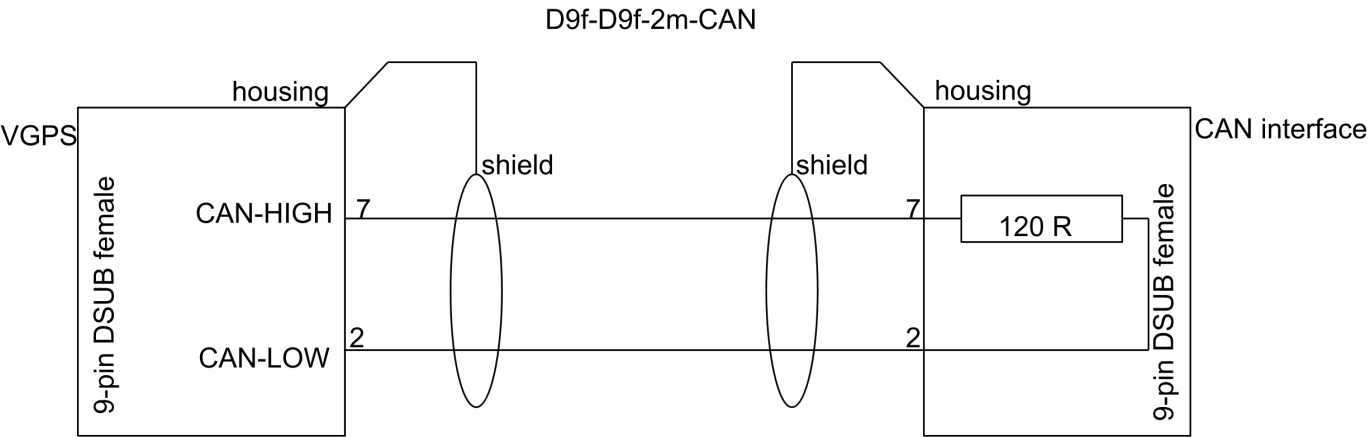 D9f-D9f-2m-CAN
housing
housing
VGPS
CAN interface
shield
shield
9-pin DSUB female
CAN-HIGH
7
7
120 R
9-pin DSUB female
2
2
CAN-LOW